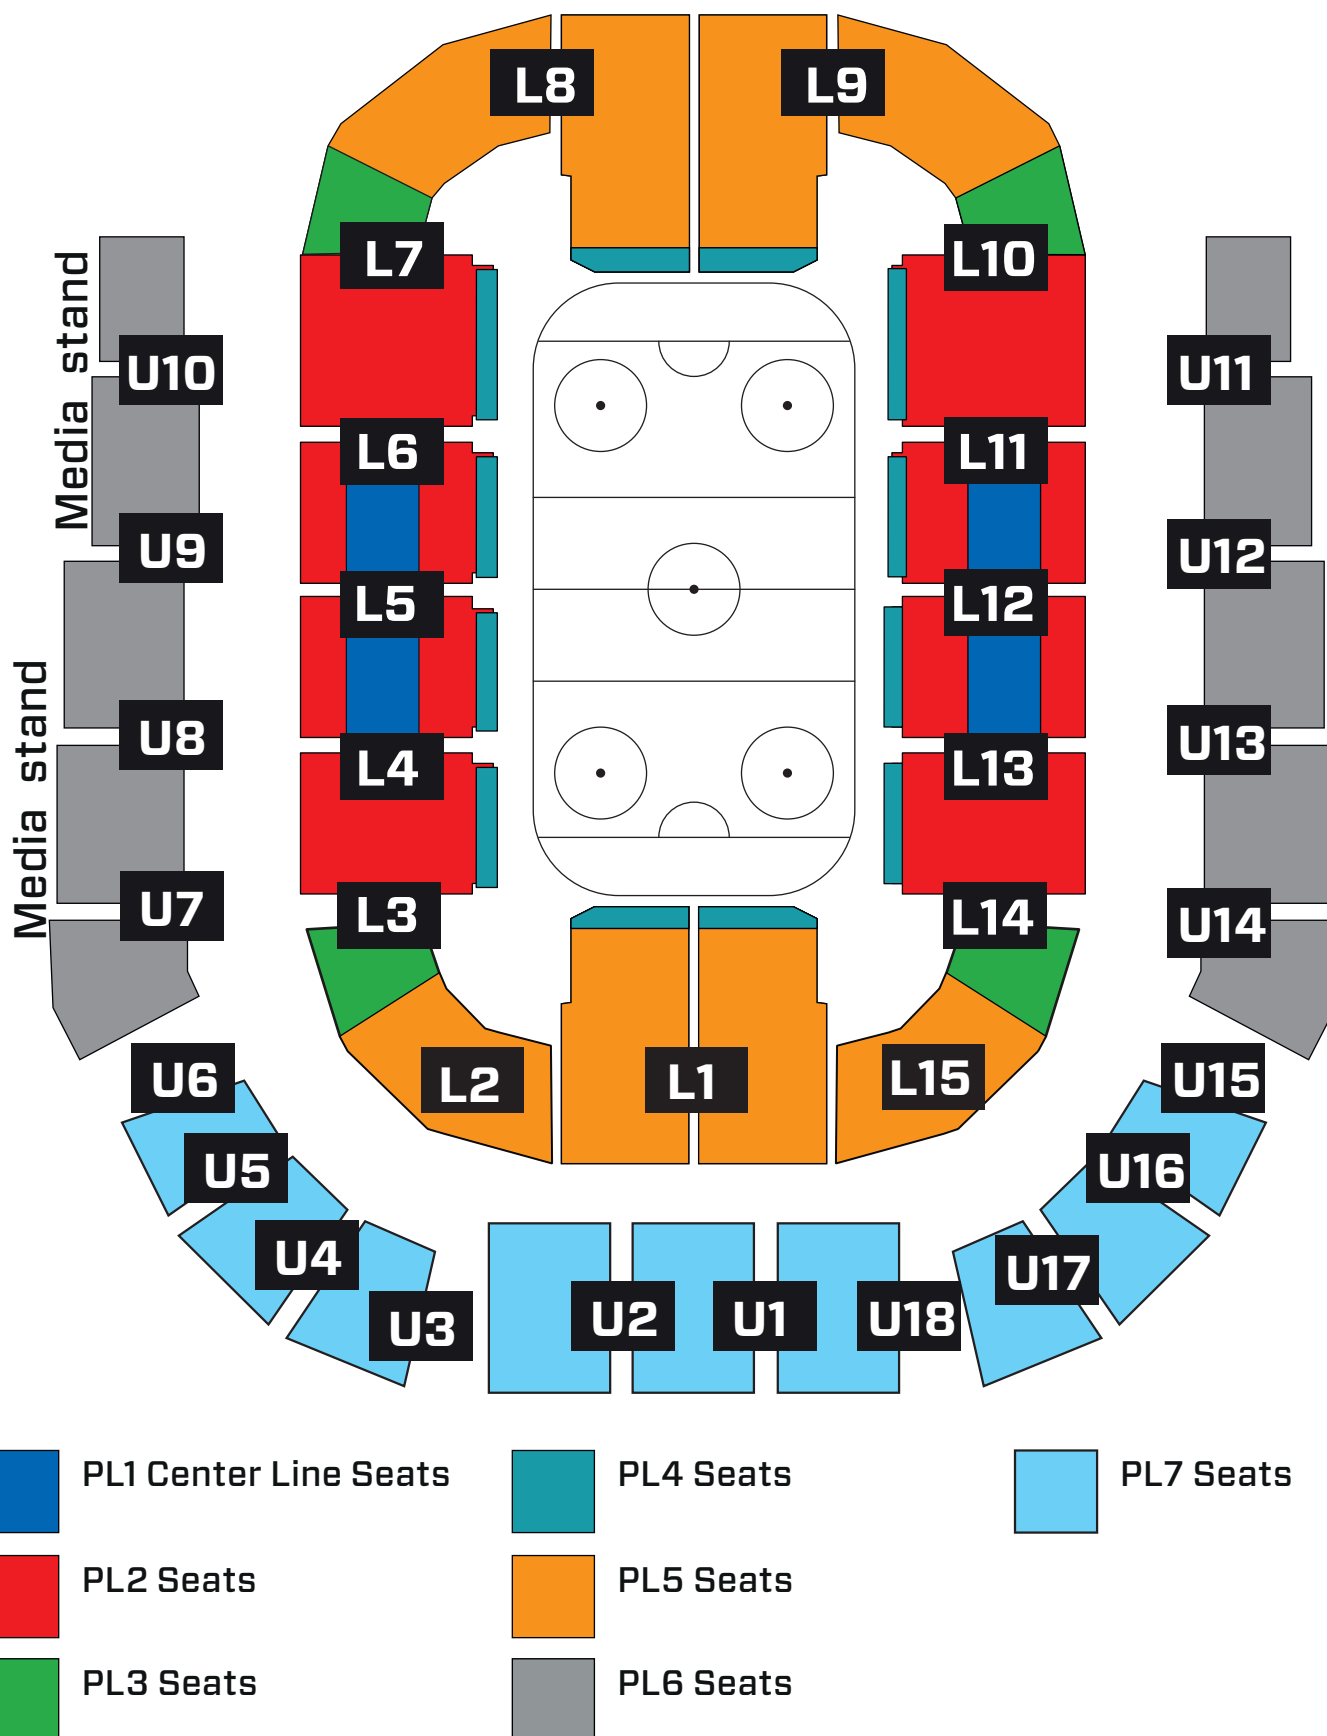 L8
L9
L7
L10
Media stand
U10
U11
L6
L11
U9
U12
L5
L12
Media stand
U8
U13
L4
L13
U7
L3
L14
U14
U6
L2
L1
L15
U15
U5
U16
U4
U17
U3
U2
U1
U18
PL1 Center Line Seats
PL4 Seats
PL7 Seats
PL2 Seats
PL5 Seats
PL3 Seats
PL6 Seats